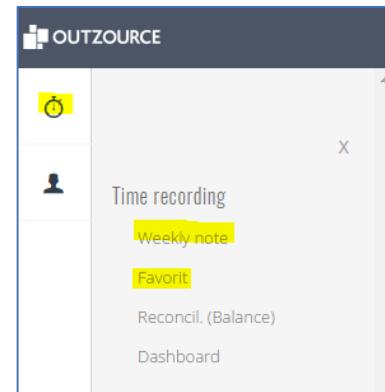 OUTZOURCE
X
Time recording
Weekly note
Favorit
Reconcil. (Balance)
Dashboard